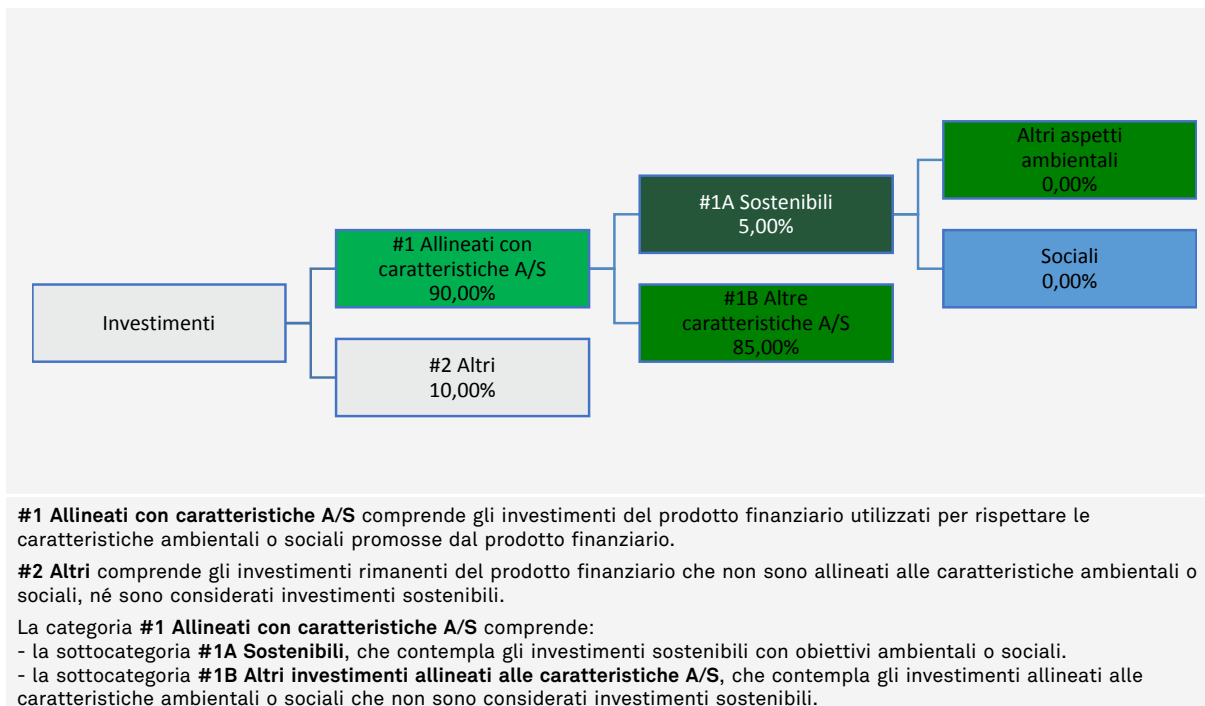 Investimenti
#1 Allineati con
caratteristiche A/S
90,00%
#2 Altri
10,00%
#1A Sostenibili
5,00%
#1B Altre
caratteristiche A/S
85,00%
Altri aspetti
ambientali
0,00%
Sociali
0,00%
#1 Allineati con caratteristiche A/S comprende gli investimenti del prodotto finanziario utilizzati per rispettare le
caratteristiche ambientali o sociali promosse dal prodotto finanziario.
#2 Altri comprende gli investimenti rimanenti del prodotto finanziario che non sono allineati alle caratteristiche ambientali o
sociali, né sono considerati investimenti sostenibili.
La categoria #1 Allineati con caratteristiche A/S comprende:
- la sottocategoria #1A Sostenibili, che contempla gli investimenti sostenibili con obiettivi ambientali o sociali.
- la sottocategoria #1B Altri investimenti allineati alle caratteristiche A/S, che contempla gli investimenti allineati alle
caratteristiche ambientali o sociali che non sono considerati investimenti sostenibili.